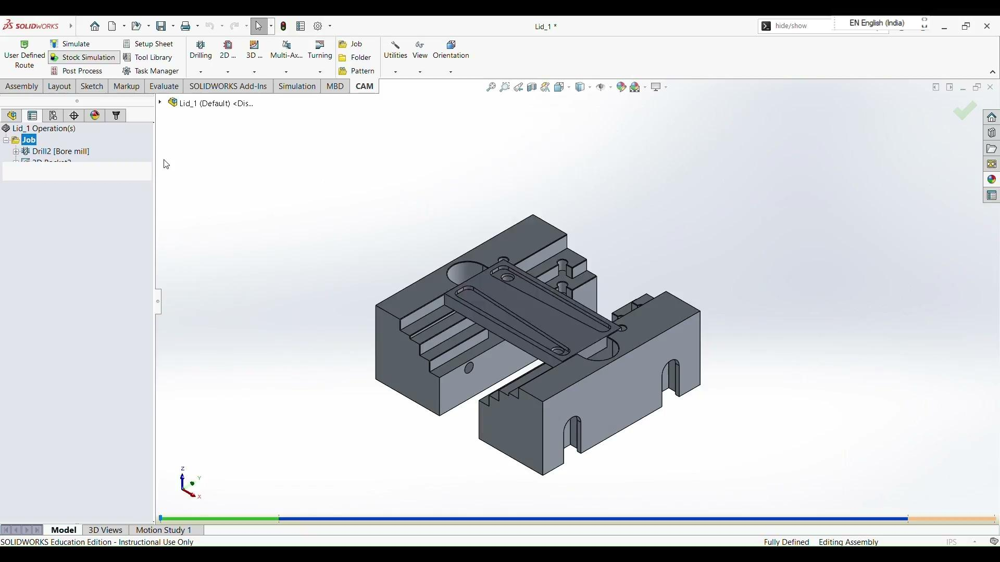 SOLIDWORKS
Lid_1 *
hide/show
EN English (India)
User Defined
Route
Simulate
Stock Simulation
Post Process
Setup Sheet
Tool Library
Task Manager
Drilling
2D ...
3D ...
Multi-Ax...
Turning
Job
Folder
Pattern
Utilities
View
Orientation
Assembly
Layout
Sketch
Markup
Evaluate
SOLIDWORKS Add-Ins
Simulation
MBD
CAM
Lid_1 (Default) <Dis...
Lid_1 Operation(s)
Job
Drill2 [Bore mill]
Z
Y
X
Model
3D Views
Motion Study 1
SOLIDWORKS Education Edition - Instructional Use Only
Fully Defined
Editing Assembly
IPS